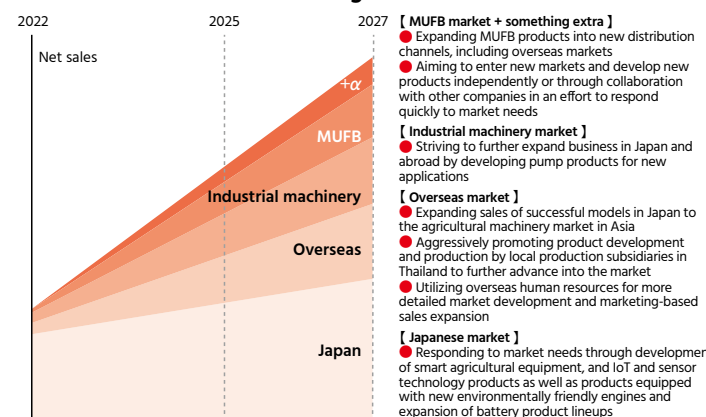 2022
2025
2027
Net sales
+α
MUFB
Industrial machinery
Overseas
Japan
【 MUFB market + something extra 】
● Expanding MUFB products into new distribution
channels, including overseas markets
● Aiming to enter new markets and develop new
products independently or through collaboration
with other companies in an effort to respond
quickly to market needs
【 Industrial machinery market 】
● Striving to further expand business in Japan and
abroad by developing pump products for new
applications
【 Overseas market 】
● Expanding sales of successful models in Japan to
the agricultural machinery market in Asia
● Aggressively promoting product development
and production by local production subsidiaries in
Thailand to further advance into the market
● Utilizing overseas human resources for more
detailed market development and marketing-based
sales expansion
【 Japanese market 】
● Responding to market needs through developmen
of smart agricultural equipment, and IoT and sensor
technology products as well as products equipped
with new environmentally friendly engines and
expansion of battery product lineups